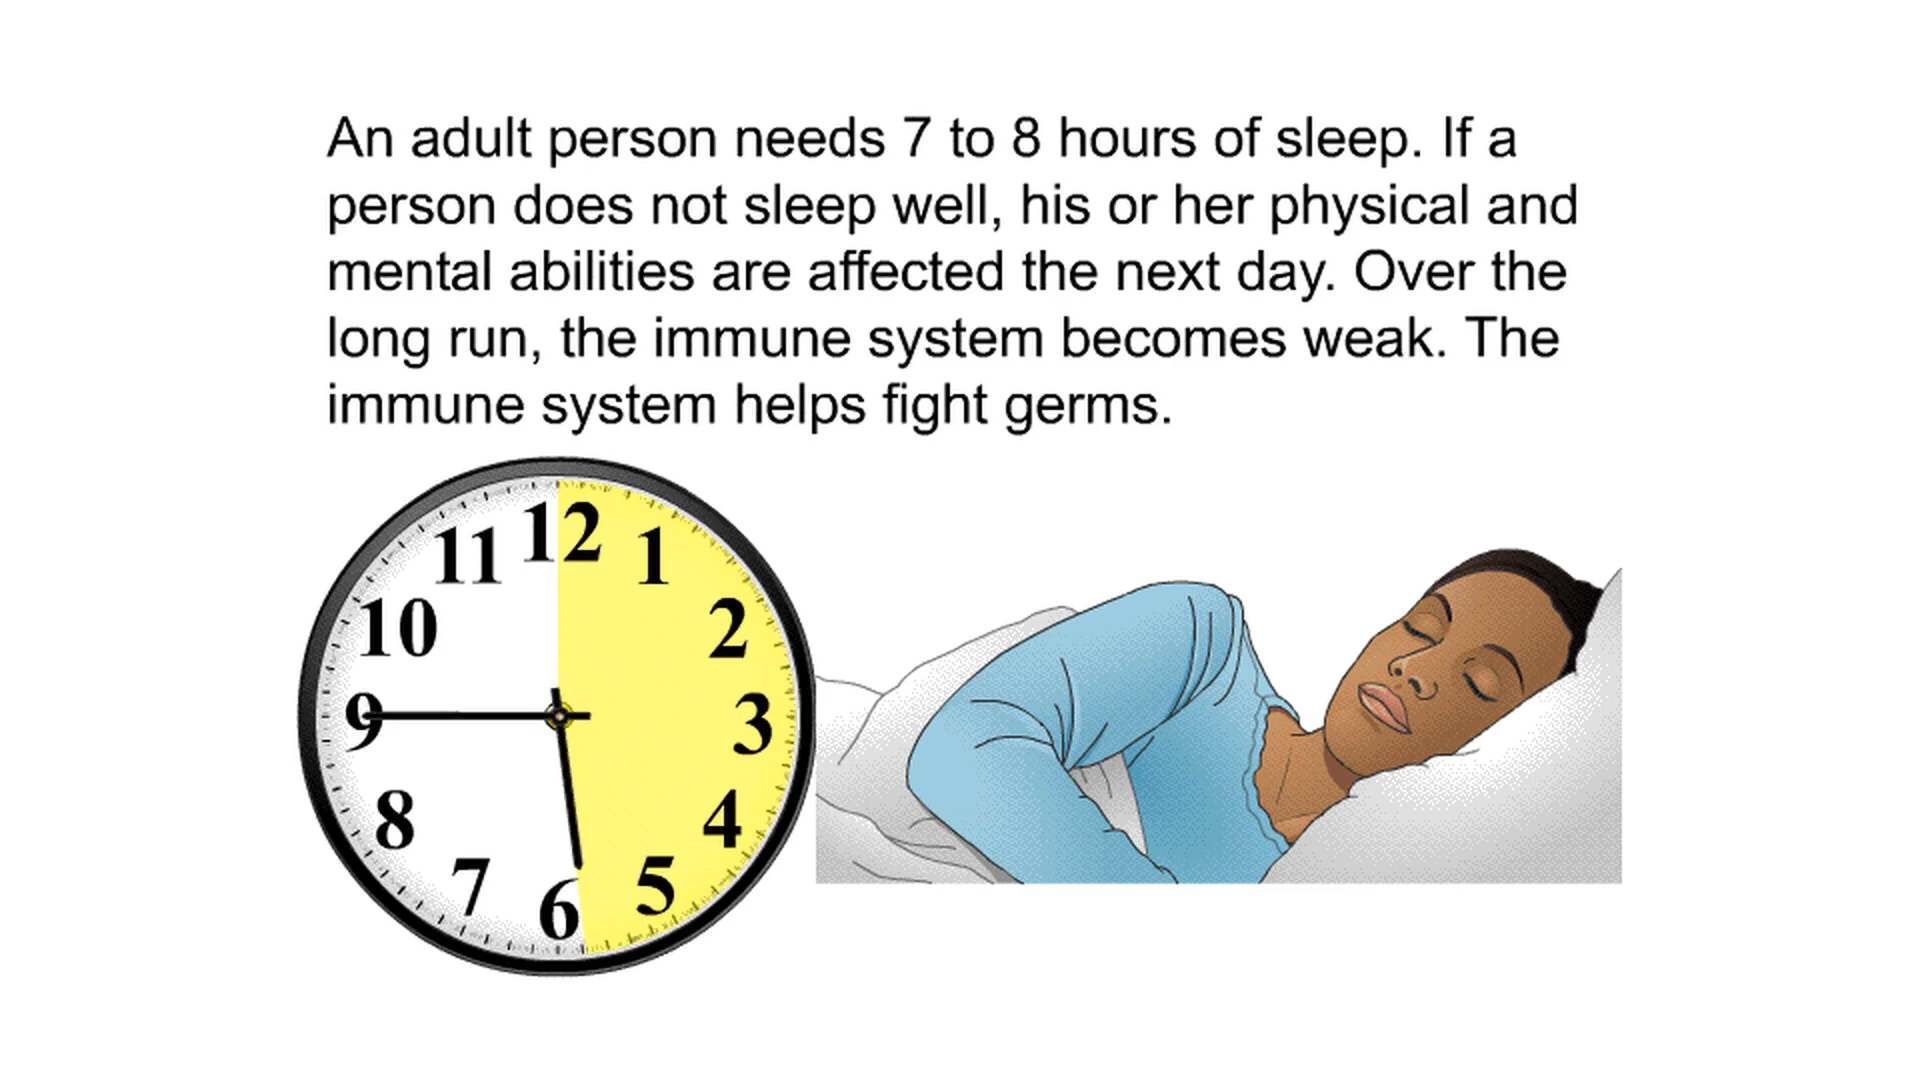 An adult person needs 7 to 8 hours of sleep. If a
person does not sleep well, his or her physical and
mental abilities are affected the next day. Over the
long run, the immune system becomes weak. The
immune system helps fight germs.
12
11
1
10
2
9
3
8
4
7
5
6